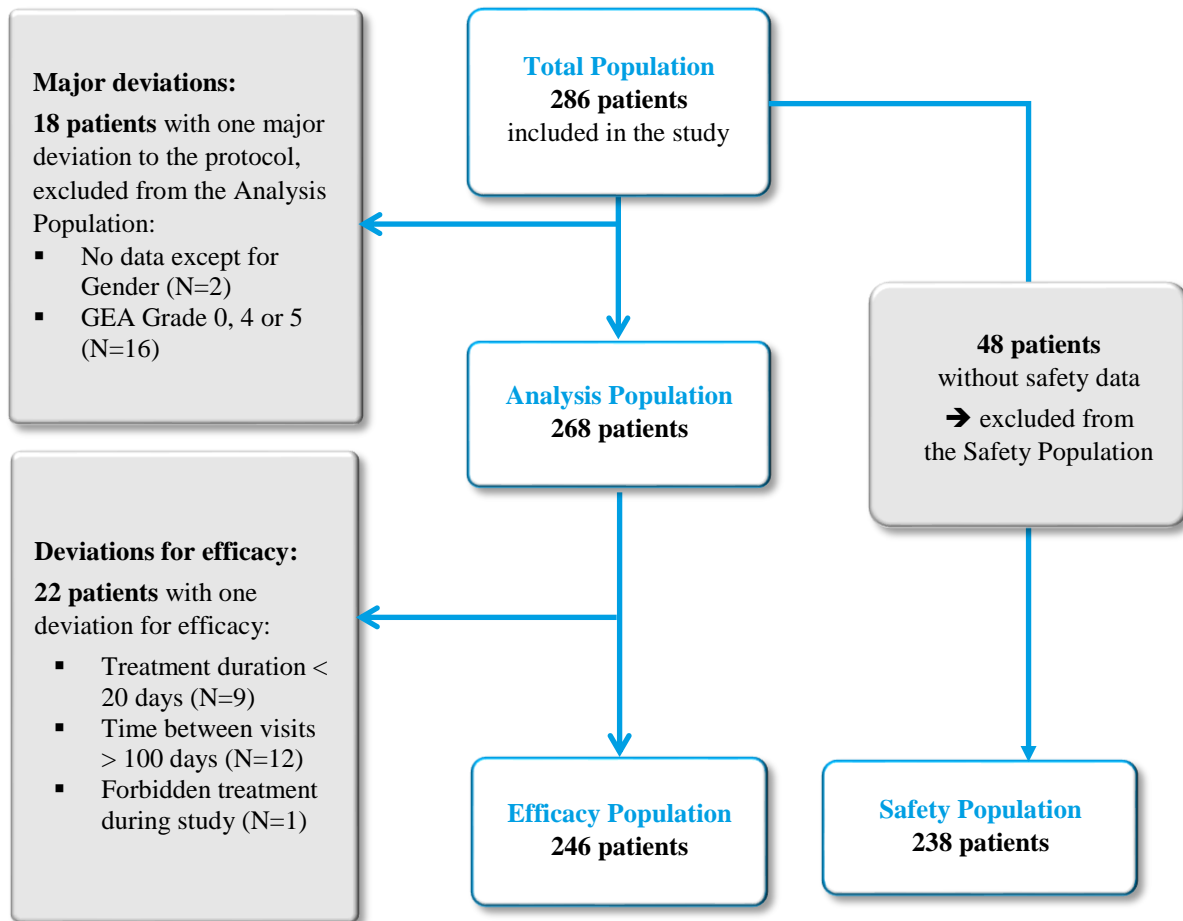 Total Population
286 patients
included in the study
Major deviations:
18 patients with one major
deviation to the protocol,
excluded from the Analysis
Population:
▪ No data except for
Gender (N=2)
▪ GEA Grade 0, 4 or 5
(N=16)
48 patients
without safety data
➔ excluded from
the Safety Population
Analysis Population
268 patients
Deviations for efficacy:
22 patients with one
deviation for efficacy:
▪ Treatment duration <
20 days (N=9)
▪ Time between visits
> 100 days (N=12)
▪ Forbidden treatment
during study (N=1)
Efficacy Population
246 patients
Safety Population
238 patients